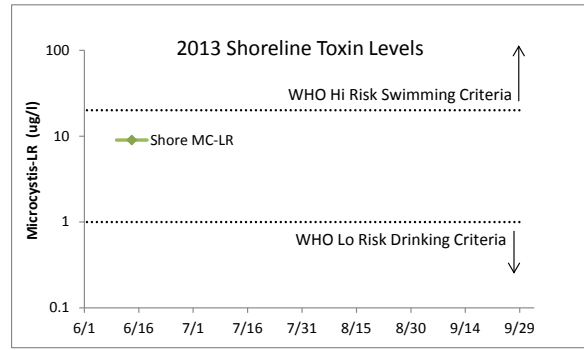 2013 Shoreline Toxin Levels
100
WHO Hi Risk Swimming Criteria
10
Shore MC-LR
Microcystis-LR (ug/l)
1
WHO Lo Risk Drinking Criteria
0.1
6/1 6/16 7/1 7/16 7/31 8/15 8/30 9/14 9/29